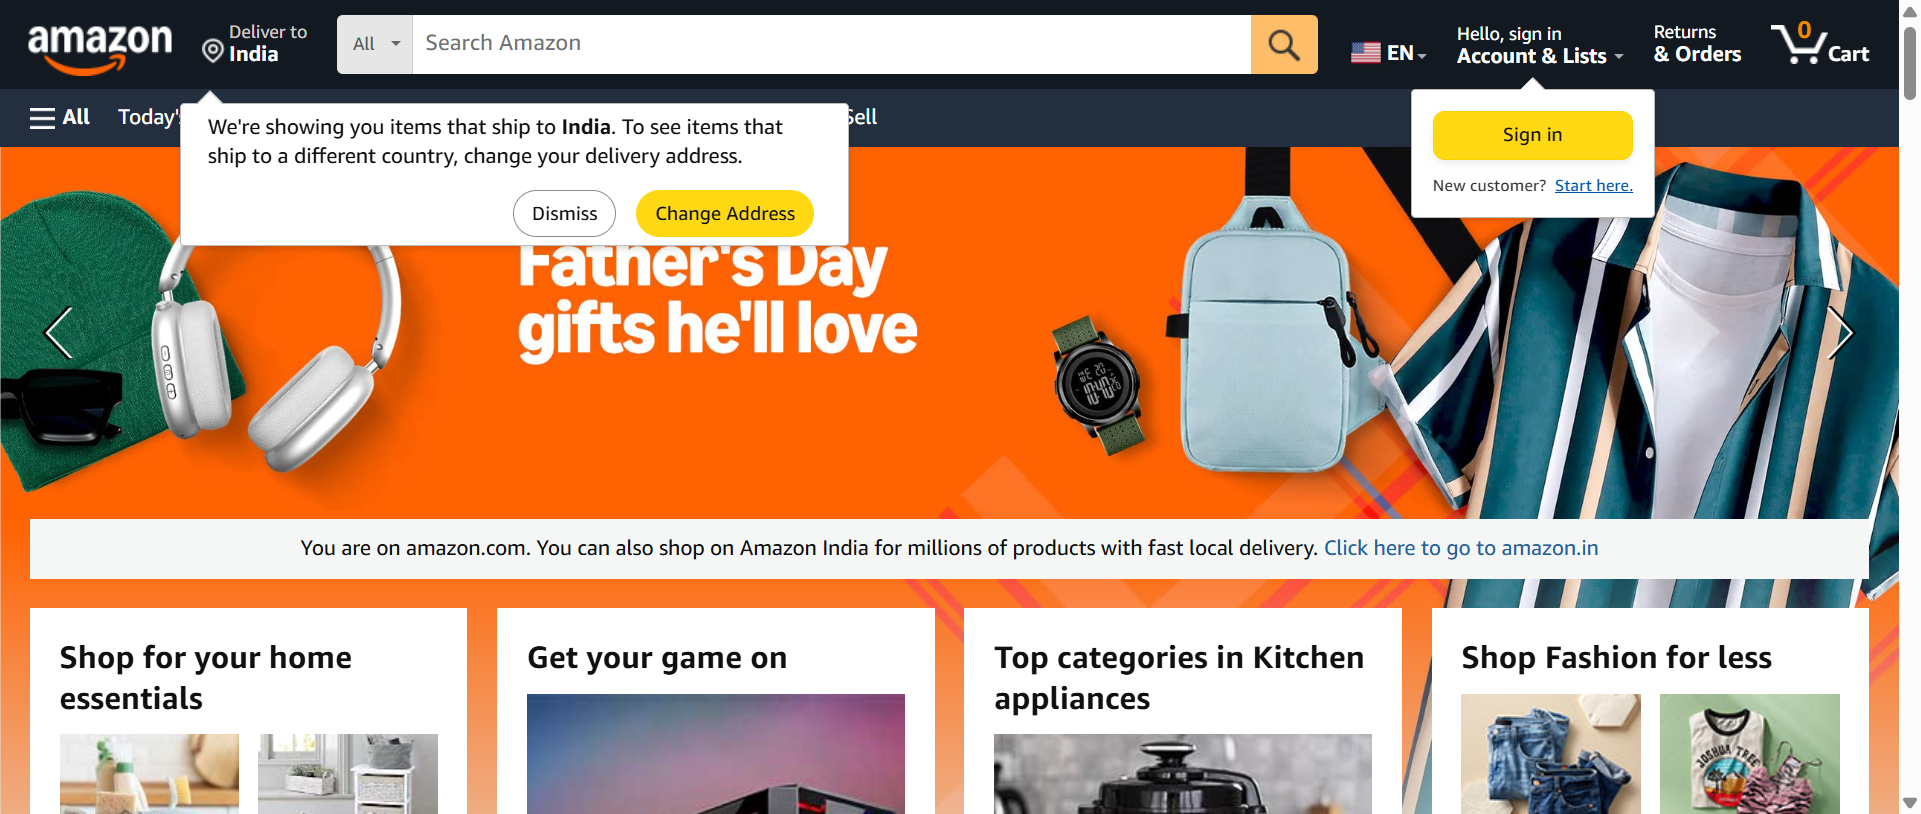 amazon
Deliver to
India
All
Search Amazon
EN
Hello, sign in
Account & Lists
Returns
& Orders
0
Cart
All
Today's
Sell
We're showing you items that ship to India. To see items that
ship to a different country, change your delivery address.
Dismiss
Change Address
Sign in
New customer? Start here.
Father's Day
gifts he'll love
You are on amazon.com. You can also shop on Amazon India for millions of products with fast local delivery. Click here to go to amazon.in
Shop for your home
essentials
Get your game on
Top categories in Kitchen
appliances
Shop Fashion for less
JOSHUA TREE